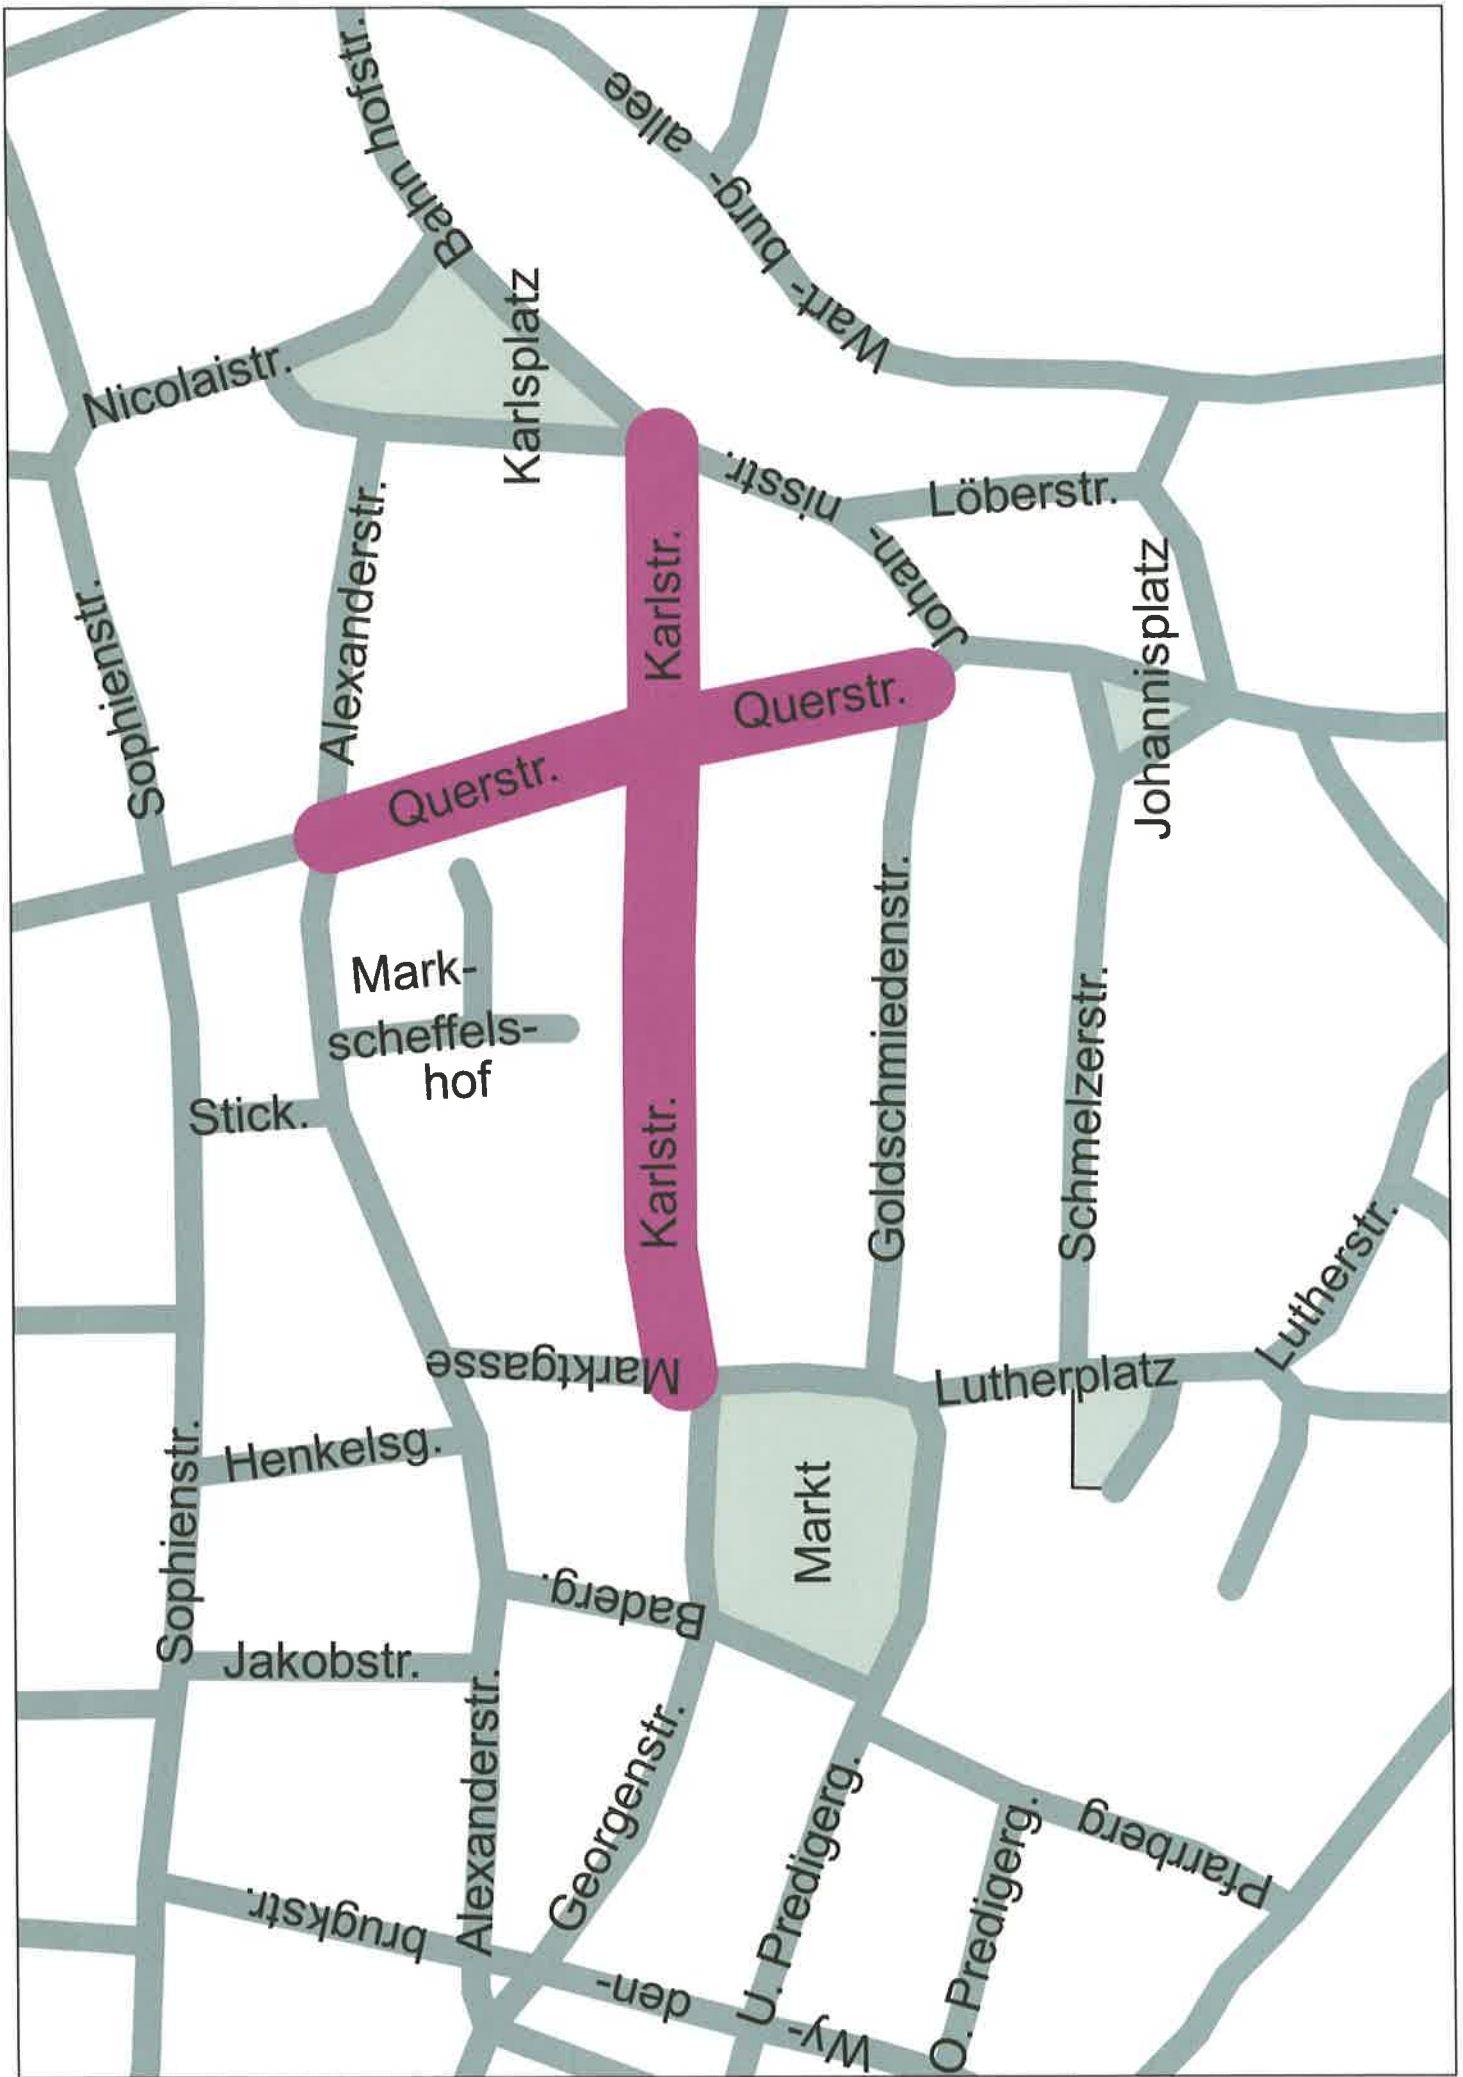 Bahn hofstr.
Wart- burg- allee
Karlsplatz
Nicolaistr.
Johan- nisstr.
Löberstr.
Alexanderstr.
Karlstr.
Johannisplatz
Sophienstr.
Querstr.
Querstr.
Mark-
scheffels-
hof
Goldschmiedenstr.
Schmelzerstr.
Stick.
Karlstr.
Lutherstr.
Marktgasse
Lutherplatz
Henkelsg.
Sophienstr.
Markt
Baderg.
Jakobstr.
Alexanderstr.
Georgenstr.
U. Predigerg.
O. Predigerg.
Pfarrberg
Wy- den- brugkstr.